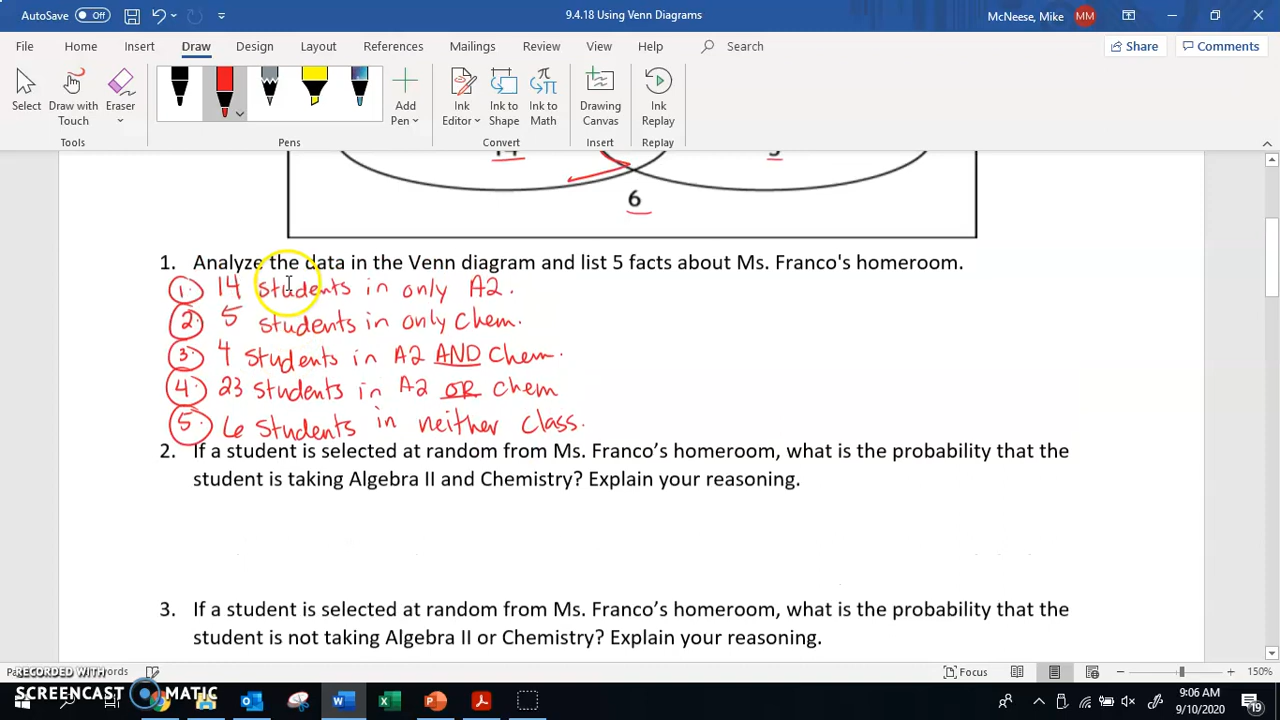 AutoSave Off 9.4.18 Using Venn Diagrams McNeese, Mike MM
File Home Insert Draw Design Layout References Mailings Review View Help Search Share Comments
Select Draw with Touch Eraser Add Pen Ink Editor Ink to Shape Ink to Math Drawing Canvas Ink Replay
Tools Pens Convert Insert Replay
6
1. Analyze the data in the Venn diagram and list 5 facts about Ms. Franco's homeroom.
1. 14 students in only A2.
2. 5 students in only Chem.
3. 4 students in A2 AND Chem.
4. 23 students in A2 OR Chem
5. 6 students in neither class.
2. If a student is selected at random from Ms. Franco's homeroom, what is the probability that the
student is taking Algebra II and Chemistry? Explain your reasoning.
3. If a student is selected at random from Ms. Franco's homeroom, what is the probability that the
student is not taking Algebra II or Chemistry? Explain your reasoning.
words Focus 150%
RECORDED WITH
SCREENCAST MATIC
9:06 AM
9/10/2020
19